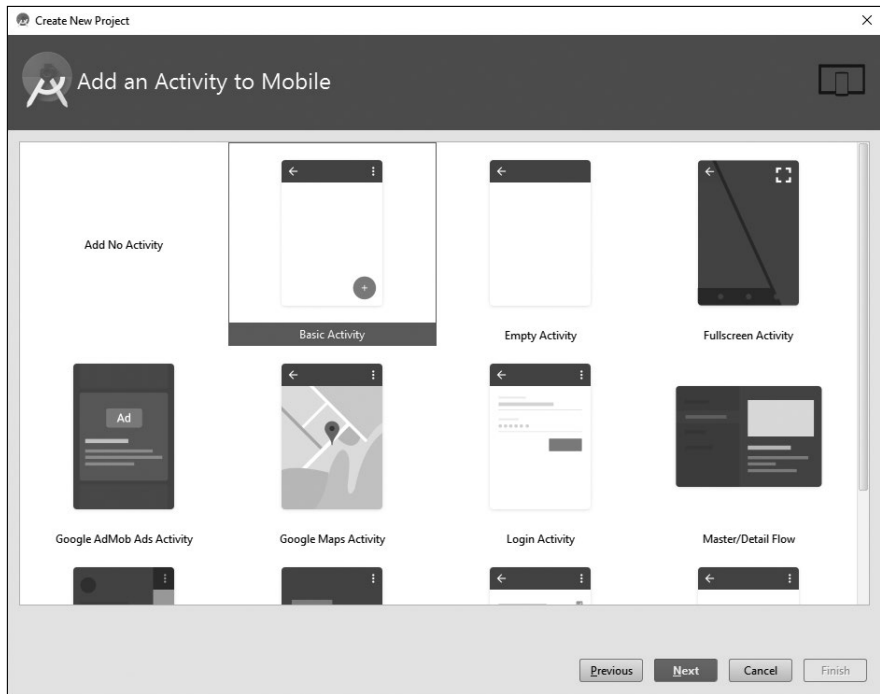 Create New Project
Add an Activity to Mobile
Add No Activity
Basic Activity
Empty Activity
Fullscreen Activity
Ad
Google AdMob Ads Activity
Google Maps Activity
Login Activity
Master/Detail Flow
Previous
Next
Cancel
Finish